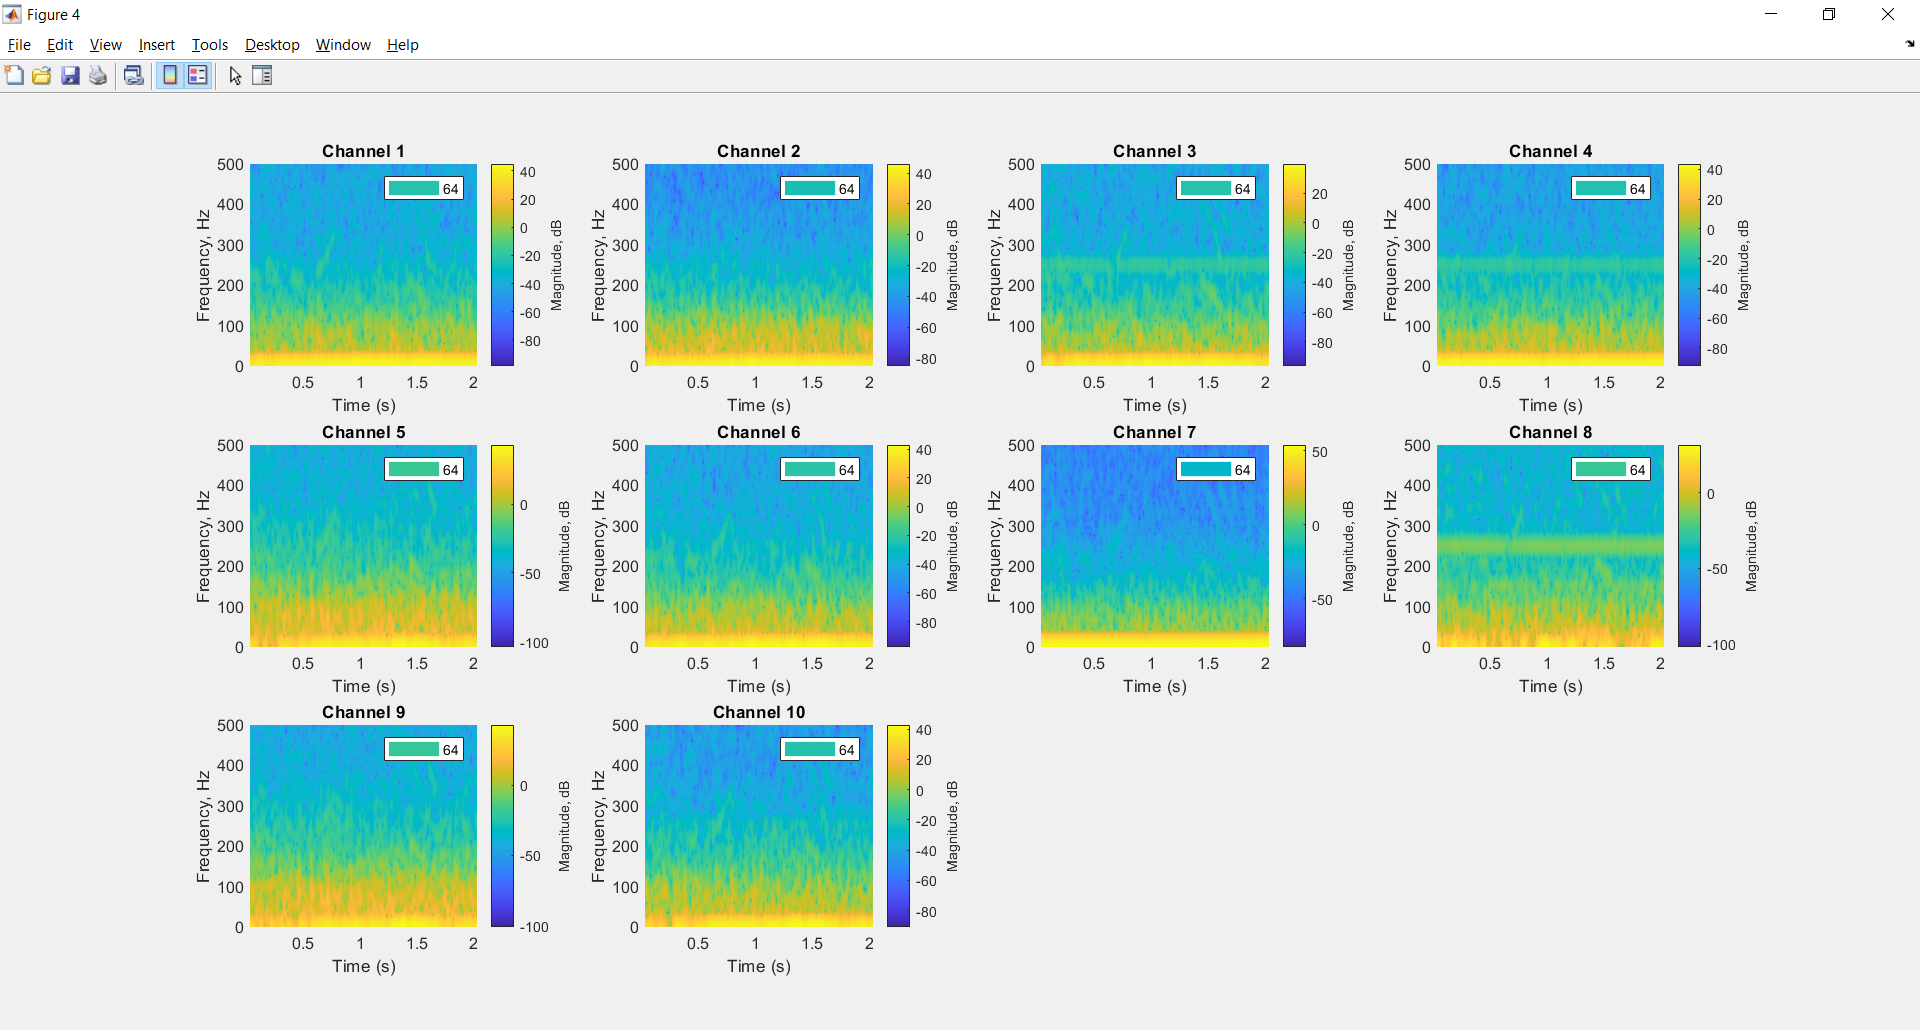 Figure 4
File Edit View Insert Tools Desktop Window Help
Channel 1
500
400
300
200
100
0
Frequency, Hz
0.5 1 1.5 2
Time (s)
64
40
20
0
-20
-40
-60
-80
Magnitude, dB
Channel 2
500
400
300
200
100
0
Frequency, Hz
0.5 1 1.5 2
Time (s)
64
40
20
0
-20
-40
-60
-80
Magnitude, dB
Channel 3
500
400
300
200
100
0
Frequency, Hz
0.5 1 1.5 2
Time (s)
64
20
0
-20
-40
-60
-80
Magnitude, dB
Channel 4
500
400
300
200
100
0
Frequency, Hz
0.5 1 1.5 2
Time (s)
64
40
20
0
-20
-40
-60
-80
Magnitude, dB
Channel 5
500
400
300
200
100
0
Frequency, Hz
0.5 1 1.5 2
Time (s)
64
0
-50
-100
Magnitude, dB
Channel 6
500
400
300
200
100
0
Frequency, Hz
0.5 1 1.5 2
Time (s)
64
40
20
0
-20
-40
-60
-80
Magnitude, dB
Channel 7
500
400
300
200
100
0
Frequency, Hz
0.5 1 1.5 2
Time (s)
64
50
0
-50
Magnitude, dB
Channel 8
500
400
300
200
100
0
Frequency, Hz
0.5 1 1.5 2
Time (s)
64
0
-50
-100
Magnitude, dB
Channel 9
500
400
300
200
100
0
Frequency, Hz
0.5 1 1.5 2
Time (s)
64
0
-50
-100
Magnitude, dB
Channel 10
500
400
300
200
100
0
Frequency, Hz
0.5 1 1.5 2
Time (s)
64
40
20
0
-20
-40
-60
-80
Magnitude, dB